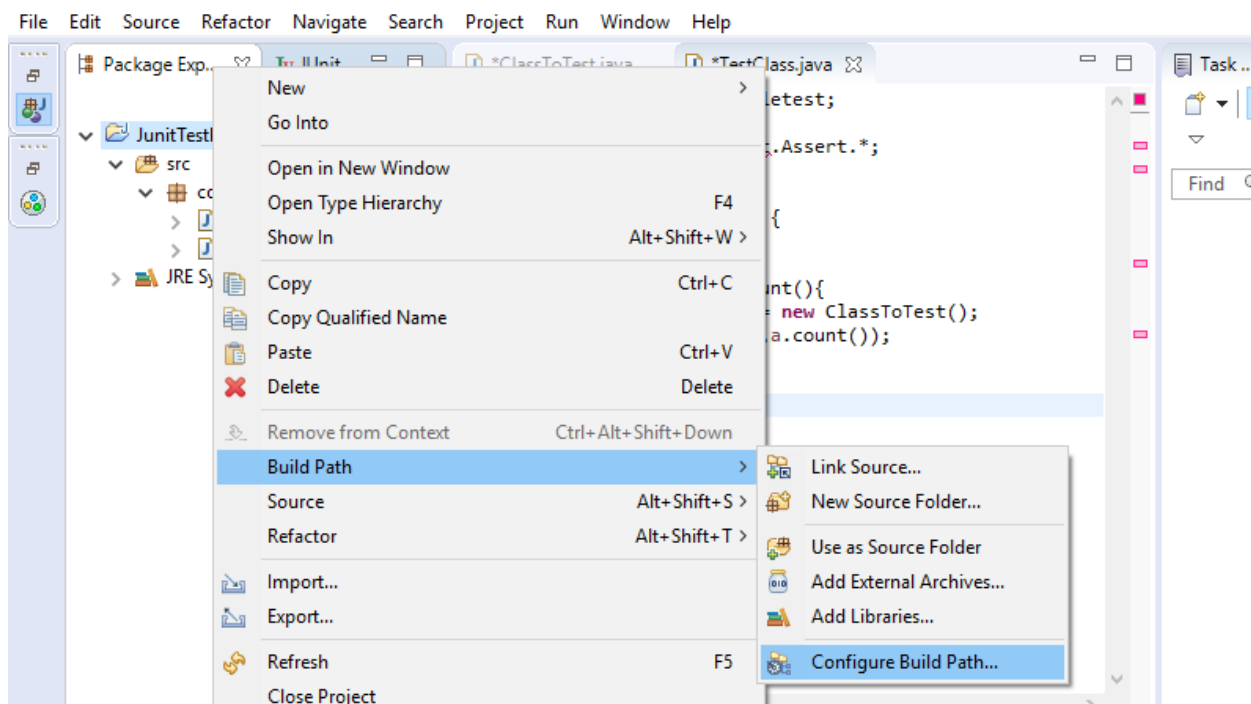 File Edit Source Refactor Navigate Search Project Run Window Help
Package Exp... JUnit *ClassToTest.java *TestClass.java Task ...
New
Go Into
Open in New Window
Open Type Hierarchy F4
Show In Alt+Shift+W >
Copy Ctrl+C
Copy Qualified Name
Paste Ctrl+V
Delete Delete
Remove from Context Ctrl+Alt+Shift+Down
Build Path >
Source Alt+Shift+S >
Refactor Alt+Shift+T >
Import...
Export...
Refresh F5
Close Project
Link Source...
New Source Folder...
Use as Source Folder
Add External Archives...
Add Libraries...
Configure Build Path...
JunitTest
src
JRE Sy
etest;
.Assert.*;
{
unt(){
= new ClassToTest();
a.count());
Find